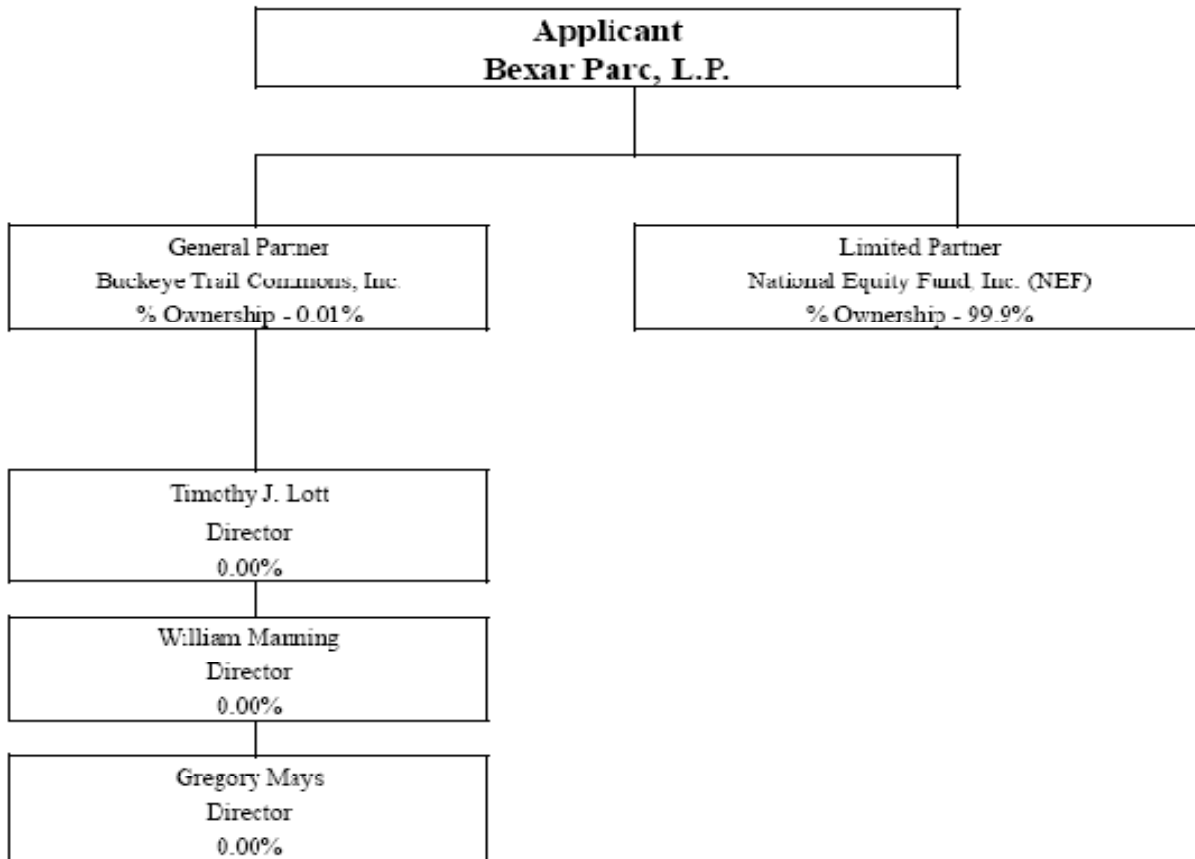 Applicant
Bexar Parc, L.P.
General Partner
Buckeye Trail Commons, Inc.
% Ownership - 0.01%
Limited Partner
National Equity Fund, Inc. (NEF)
% Ownership - 99.9%
Timothy J. Lott
Director
0.00%
William Manning
Director
0.00%
Gregory Mays
Director
0.00%